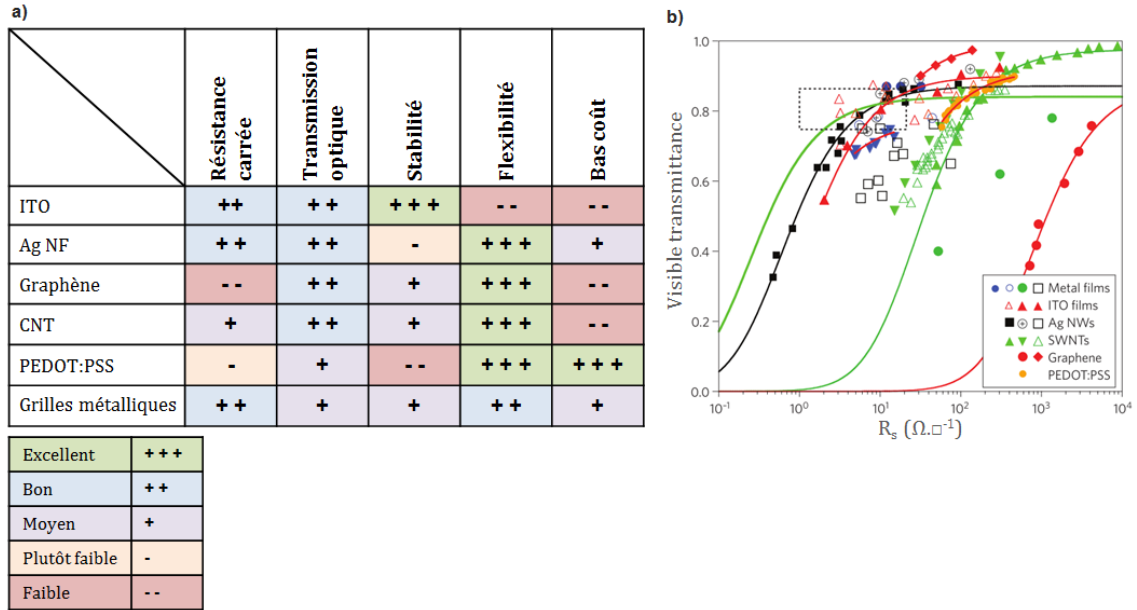 a)
Résistance carrée
Transmission optique
Stabilité
Flexibilité
Bas coût
ITO ++ ++ +++ -- --
Ag NF ++ ++ - +++ +
Graphène -- ++ + +++ --
CNT + ++ + +++ --
PEDOT:PSS - + -- +++ +++
Grilles métalliques ++ + + ++ +
Excellent +++
Bon ++
Moyen +
Plutôt faible -
Faible --
b)
Visible transmittance
1.0
0.8
0.6
0.4
0.2
0.0
Metal films
ITO films
Ag NWs
SWNTs
Graphene
PEDOT:PSS
10⁻¹ 10⁰ 10¹ 10² 10³ 10⁴
Rₛ (Ω.□⁻¹)